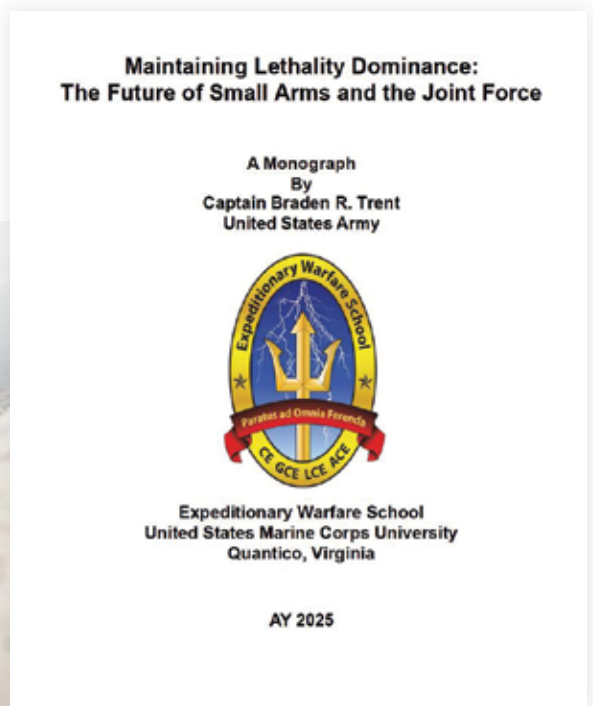 Maintaining Lethality Dominance:
The Future of Small Arms and the Joint Force
A Monograph
By
Captain Braden R. Trent
United States Army
Expeditionary Warfare School
Paratus ad Omnia Ferenda
CE GCE LCE ACE
Expeditionary Warfare School
United States Marine Corps University
Quantico, Virginia
AY 2025